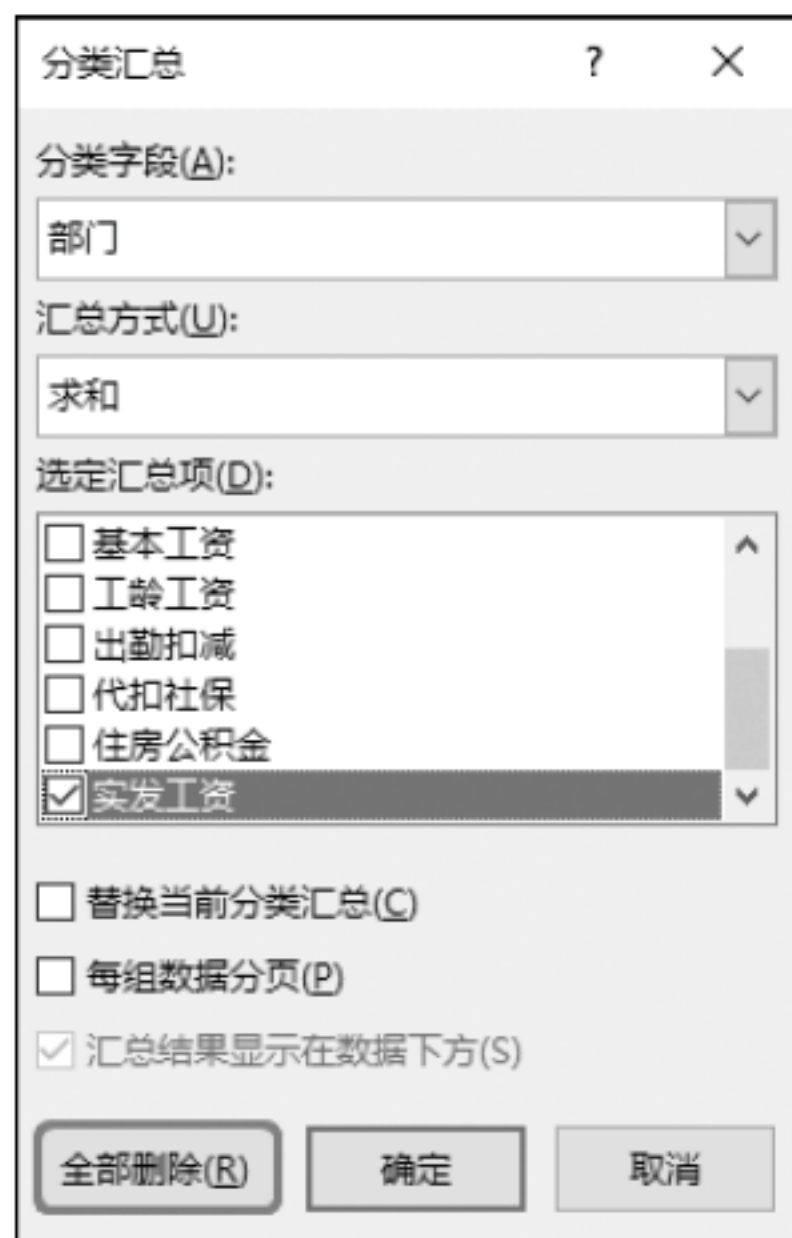 分类汇总 ?
分类字段(A):
部门
汇总方式(U):
求和
选定汇总项(D):
基本工资
工龄工资
出勤扣减
代扣社保
住房公积金
实发工资
替换当前分类汇总(C)
每组数据分页(P)
汇总结果显示在数据下方(S)
全部删除(R) 确定 取消